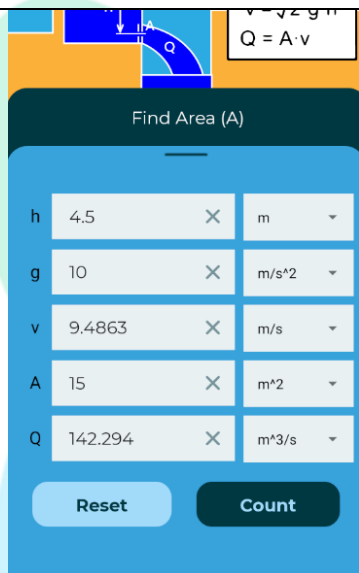 A
Q
Q = A·v
Find Area (A)
h 4.5 m
g 10 m/s^2
v 9.4863 m/s
A 15 m^2
Q 142.294 m^3/s
Reset Count